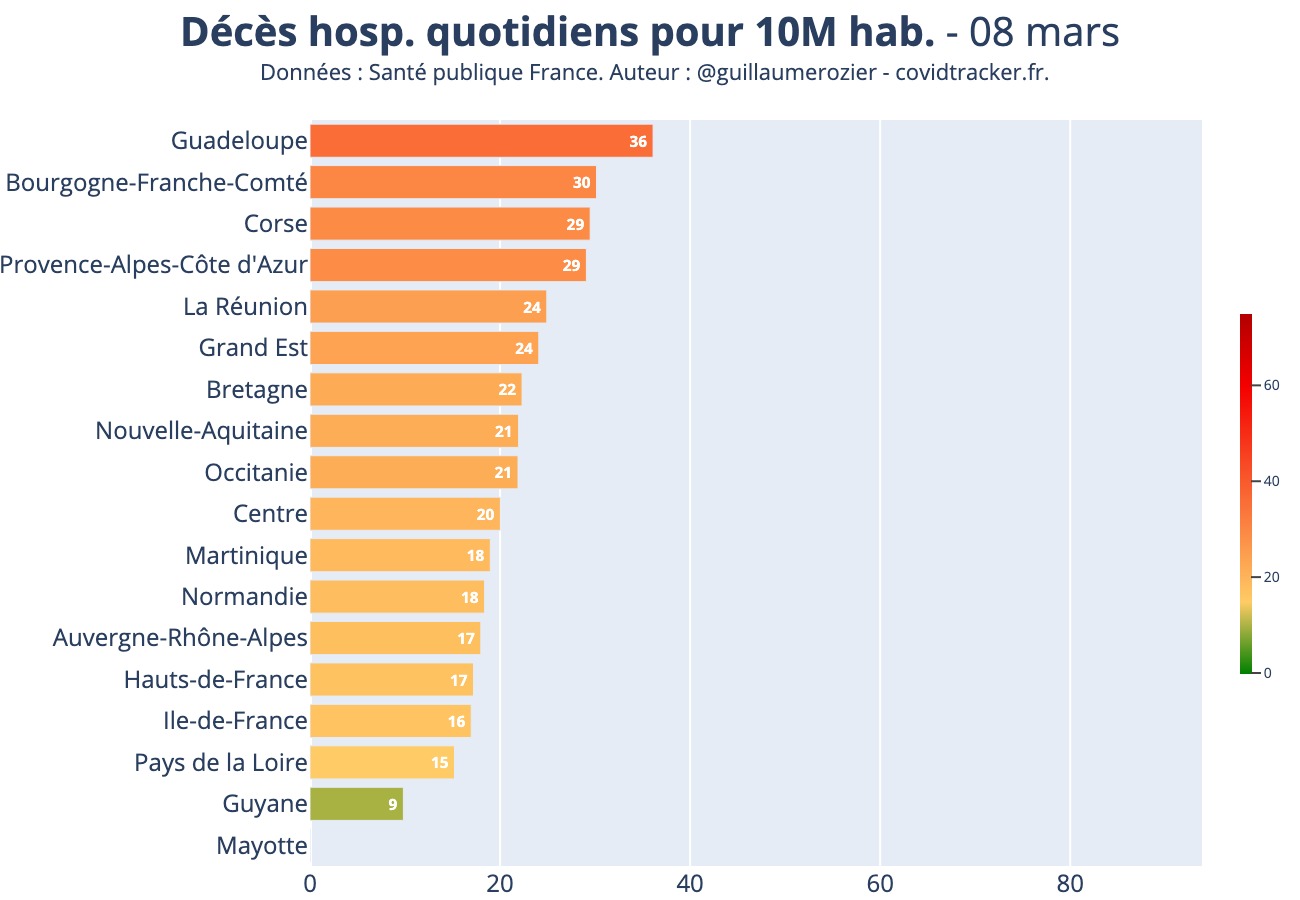 Décès hosp. quotidiens pour 10M hab. - 08 mars
Données : Santé publique France. Auteur : @guillaumerozier - covidtracker.fr.
Guadeloupe 36
Bourgogne-Franche-Comté 30
Corse 29
Provence-Alpes-Côte d'Azur 29
La Réunion 24
Grand Est 24
Bretagne 22
Nouvelle-Aquitaine 21
Occitanie 21
Centre 20
Martinique 18
Normandie 18
Auvergne-Rhône-Alpes 17
Hauts-de-France 17
Ile-de-France 16
Pays de la Loire 15
Guyane 9
Mayotte
0 20 40 60 80
60
40
20
0